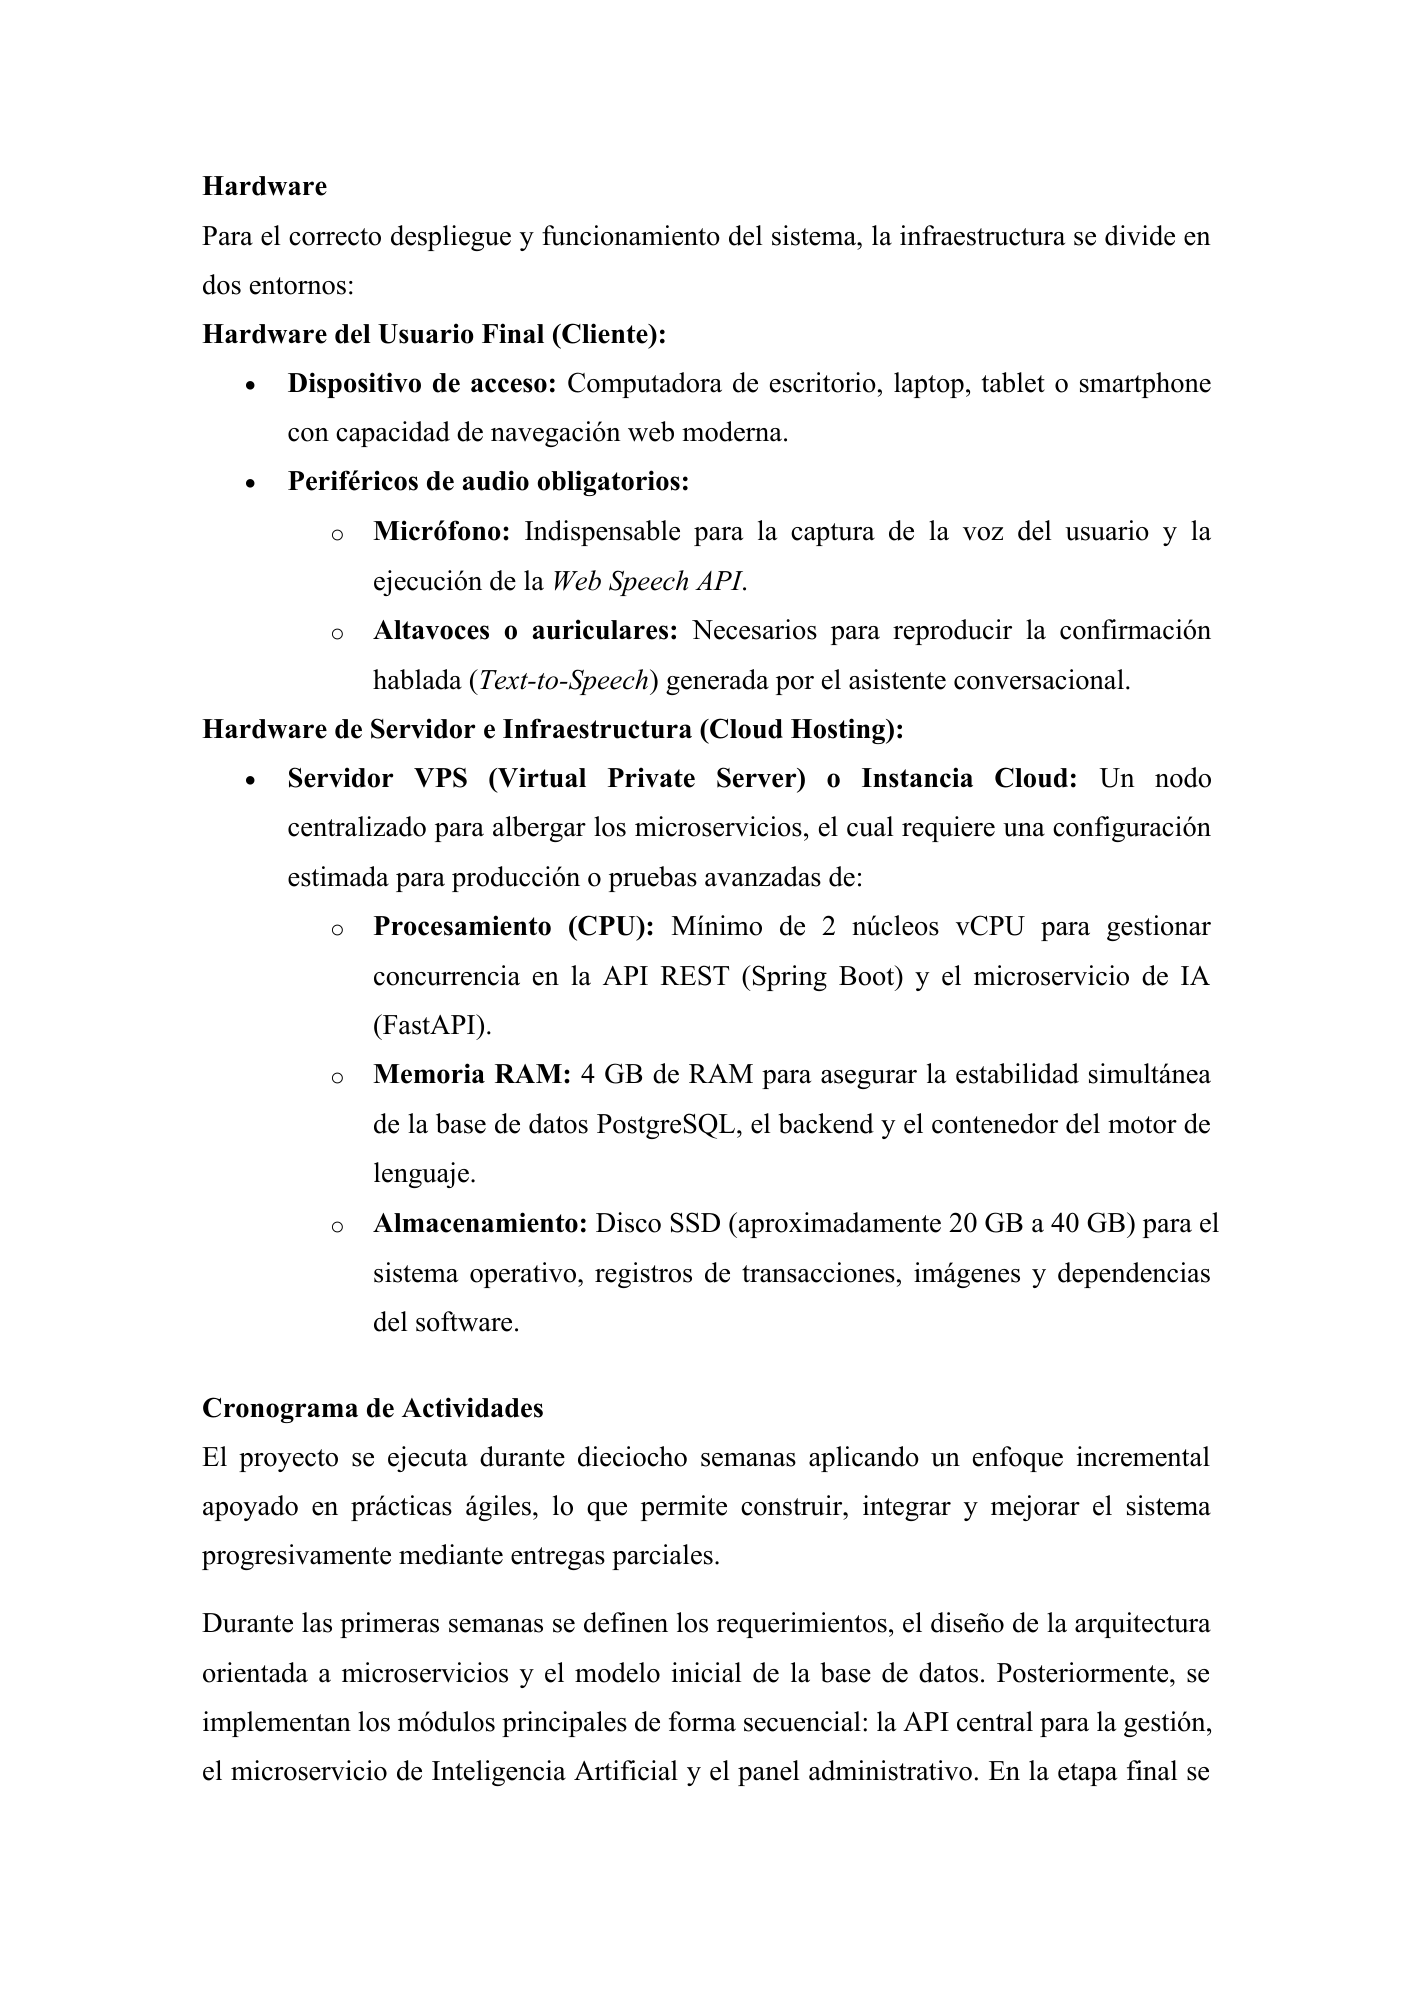 Hardware
Para el correcto despliegue y funcionamiento del sistema, la infraestructura se divide en
dos entornos:
Hardware del Usuario Final (Cliente):
• Dispositivo de acceso: Computadora de escritorio, laptop, tablet o smartphone
con capacidad de navegación web moderna.
• Periféricos de audio obligatorios:
o Micrófono: Indispensable para la captura de la voz del usuario y la
ejecución de la Web Speech API.
o Altavoces o auriculares: Necesarios para reproducir la confirmación
hablada (Text-to-Speech) generada por el asistente conversacional.
Hardware de Servidor e Infraestructura (Cloud Hosting):
• Servidor VPS (Virtual Private Server) o Instancia Cloud: Un nodo
centralizado para albergar los microservicios, el cual requiere una configuración
estimada para producción o pruebas avanzadas de:
o Procesamiento (CPU): Mínimo de 2 núcleos vCPU para gestionar
concurrencia en la API REST (Spring Boot) y el microservicio de IA
(FastAPI).
o Memoria RAM: 4 GB de RAM para asegurar la estabilidad simultánea
de la base de datos PostgreSQL, el backend y el contenedor del motor de
lenguaje.
o Almacenamiento: Disco SSD (aproximadamente 20 GB a 40 GB) para el
sistema operativo, registros de transacciones, imágenes y dependencias
del software.
Cronograma de Actividades
El proyecto se ejecuta durante dieciocho semanas aplicando un enfoque incremental
apoyado en prácticas ágiles, lo que permite construir, integrar y mejorar el sistema
progresivamente mediante entregas parciales.
Durante las primeras semanas se definen los requerimientos, el diseño de la arquitectura
orientada a microservicios y el modelo inicial de la base de datos. Posteriormente, se
implementan los módulos principales de forma secuencial: la API central para la gestión,
el microservicio de Inteligencia Artificial y el panel administrativo. En la etapa final se